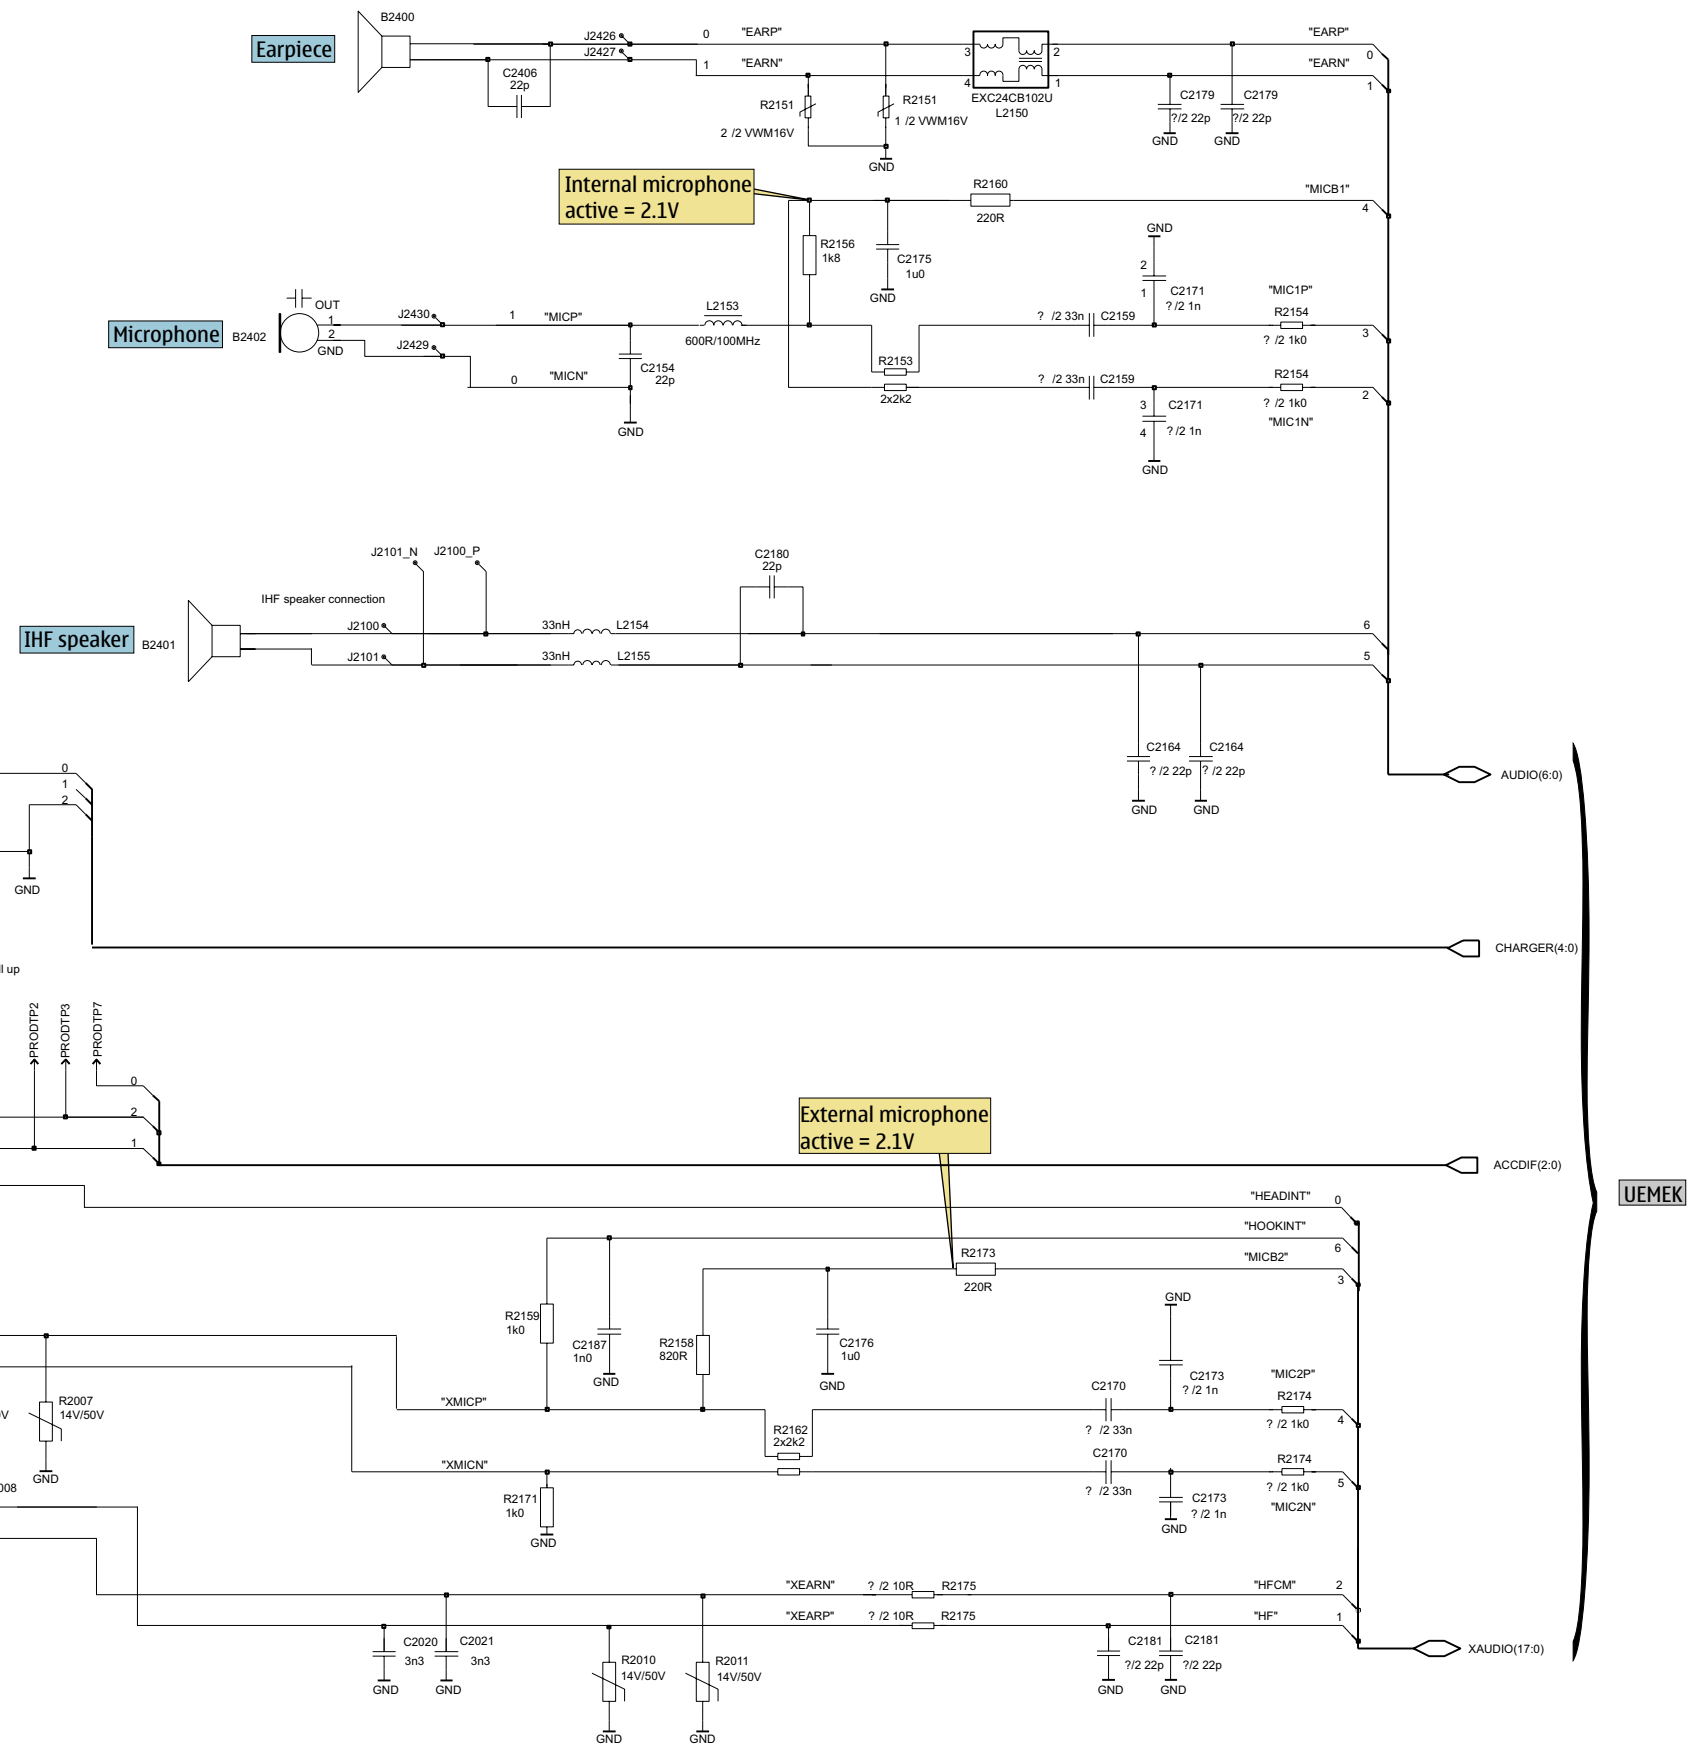 B2400
Earpiece
J2426
J2427
0
"EARP"
1
"EARN"
C2406
22p
R2151
2 /2 VWM16V
R2151
1 /2 VWM16V
GND
3
2
4
1
EXC24CB102U
L2150
"EARP"
0
"EARN"
1
C2179
?/2 22p
GND
C2179
?/2 22p
GND
Internal microphone
active = 2.1V
R2160
220R
"MICB1"
4
R2156
1k8
C2175
1u0
GND
GND
2
1
C2171
? /2 1n
"MIC1P"
R2154
? /2 1k0
3
Microphone
B2402
OUT
1
2
GND
J2430
J2429
1
"MICP"
0
"MICN"
L2153
600R/100MHz
C2154
22p
GND
R2153
2x2k2
? /2 33n
C2159
? /2 33n
C2159
R2154
? /2 1k0
2
"MIC1N"
3
4
C2171
? /2 1n
GND
J2101_N
J2100_P
C2180
22p
IHF speaker connection
IHF speaker
B2401
J2100
J2101
33nH
L2154
33nH
L2155
6
5
C2164
? /2 22p
GND
C2164
? /2 22p
GND
AUDIO(6:0)
0
1
2
GND
CHARGER(4:0)
ll up
PRODTP2
PRODTP3
PRODTP7
0
2
1
External microphone
active = 2.1V
ACCDIF(2:0)
UEMEK
"HEADINT"
0
"HOOKINT"
6
R2173
220R
"MICB2"
3
R2159
1k0
C2187
1n0
GND
R2158
820R
C2176
1u0
GND
GND
C2173
? /2 1n
"MIC2P"
R2174
? /2 1k0
4
V
R2007
14V/50V
GND
008
"XMICP"
"XMICN"
R2162
2x2k2
C2170
? /2 33n
C2170
? /2 33n
R2174
? /2 1k0
5
"MIC2N"
R2171
1k0
GND
C2173
? /2 1n
GND
"XEARN"
? /2 10R
R2175
"HFCM"
2
"XEARP"
? /2 10R
R2175
"HF"
1
C2020
3n3
GND
C2021
3n3
GND
R2010
14V/50V
GND
R2011
14V/50V
GND
C2181
?/2 22p
GND
C2181
?/2 22p
GND
XAUDIO(17:0)